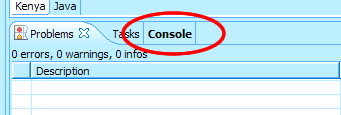 Kenya Java
Problems Tasks Console
0 errors, 0 warnings, 0 infos
Description